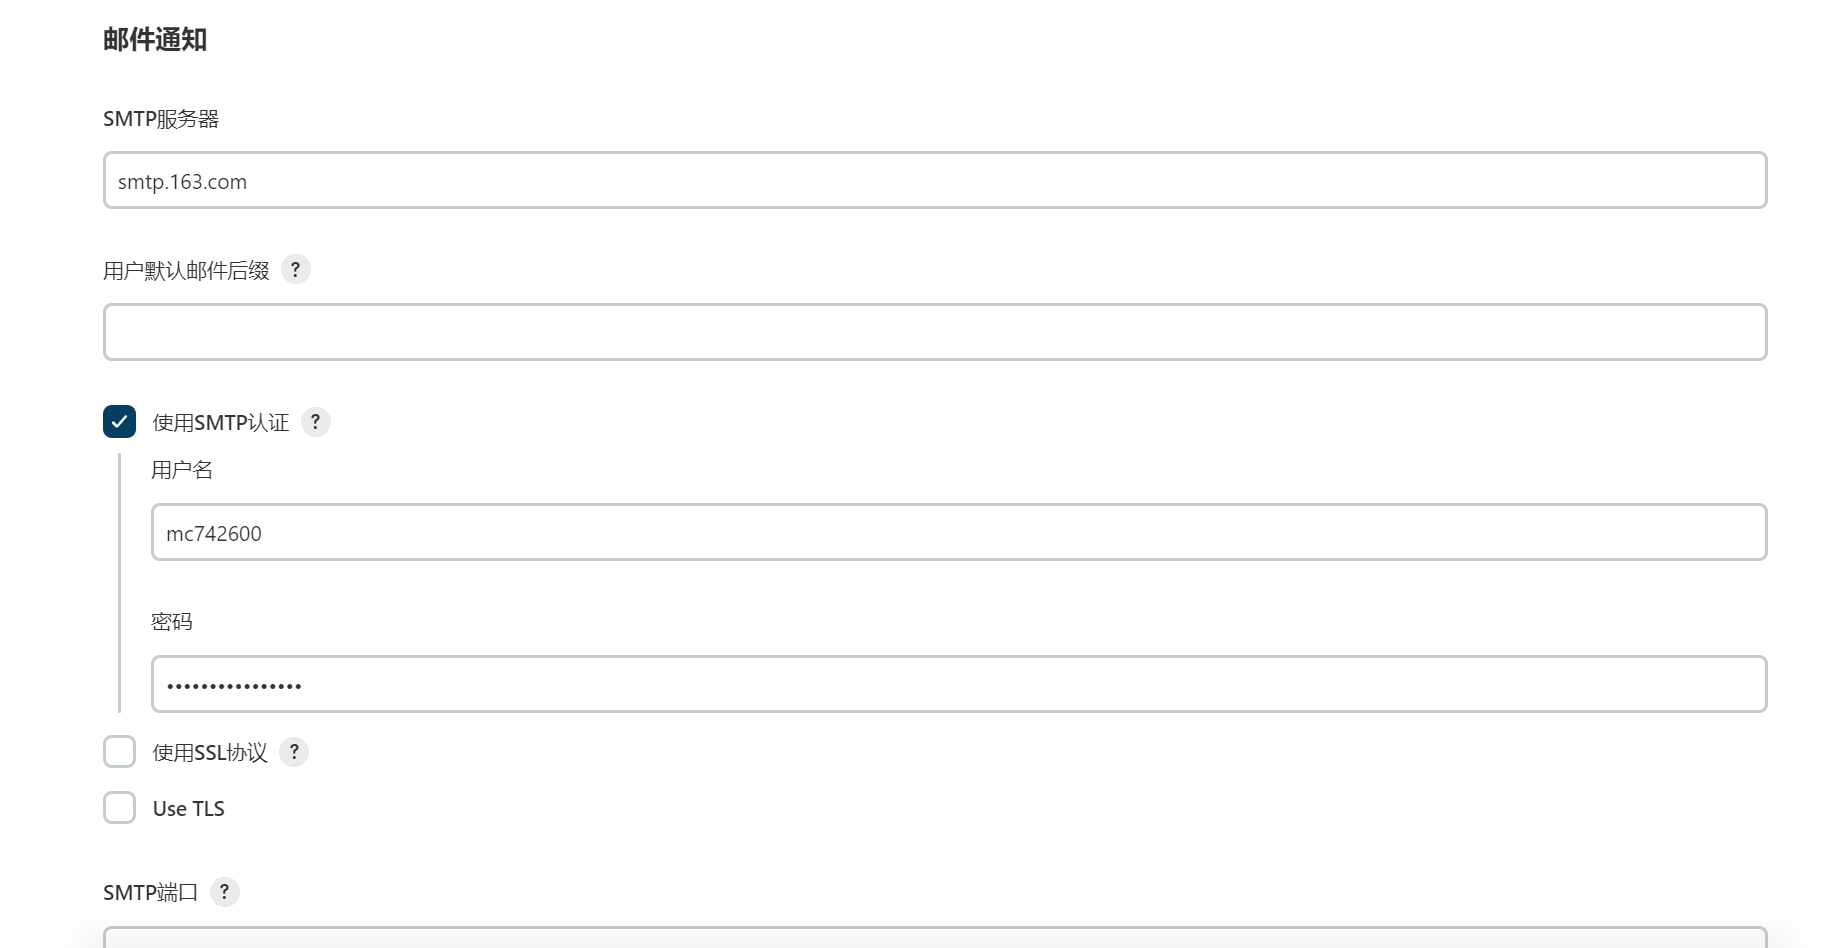 邮件通知
SMTP服务器
smtp.163.com
用户默认邮件后缀 ?
使用SMTP认证 ?
用户名
mc742600
密码
••••••••••••••••
使用SSL协议 ?
Use TLS
SMTP端口 ?